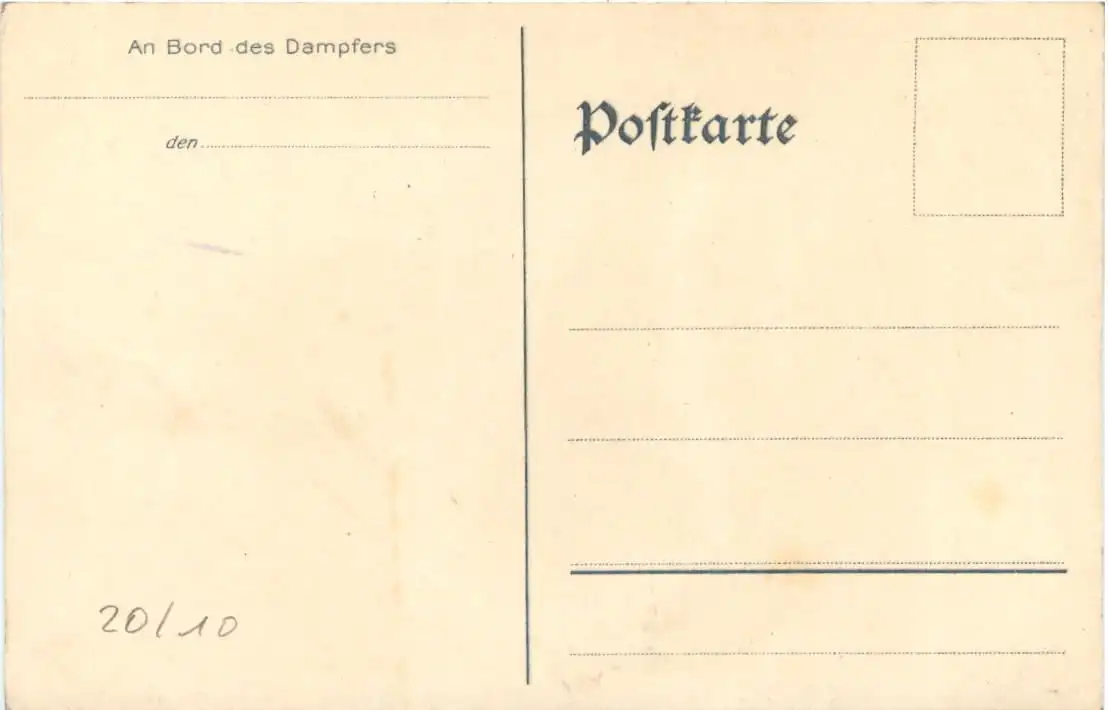 An Bord des Dampfers
den
Postkarte
20/10